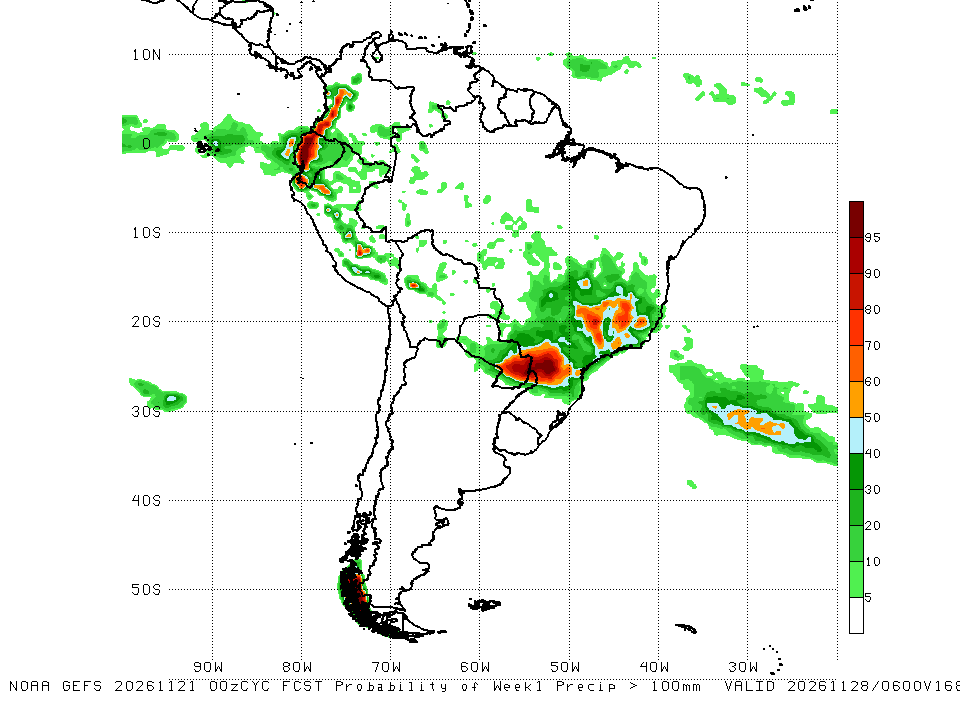 10N
0
10S
20S
30S
40S
50S
95
90
80
70
60
50
40
30
20
10
5
90W 80W 70W 60W 50W 40W 30W
NOAA GEFS 20261121 00zCYC FCST Probability of Week1 Precip > 100mm VALID 20261128/0600V168